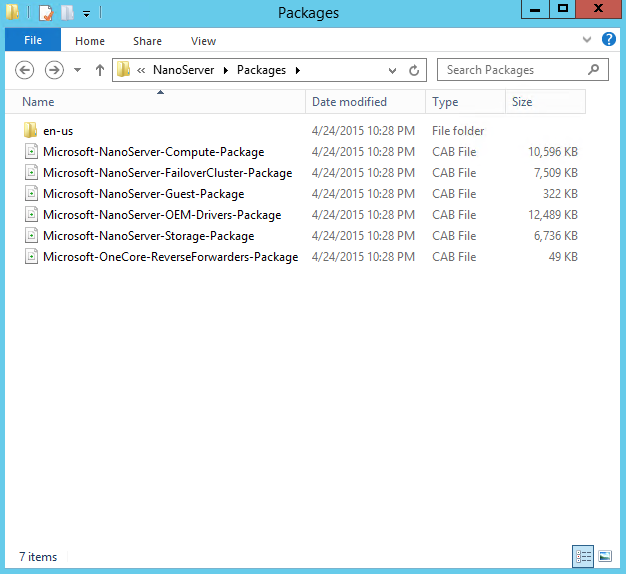 Packages
File Home Share View
« NanoServer Packages Search Packages
Name Date modified Type Size
en-us 4/24/2015 10:28 PM File folder
Microsoft-NanoServer-Compute-Package 4/24/2015 10:28 PM CAB File 10,596 KB
Microsoft-NanoServer-FailoverCluster-Package 4/24/2015 10:28 PM CAB File 7,509 KB
Microsoft-NanoServer-Guest-Package 4/24/2015 10:28 PM CAB File 322 KB
Microsoft-NanoServer-OEM-Drivers-Package 4/24/2015 10:28 PM CAB File 12,489 KB
Microsoft-NanoServer-Storage-Package 4/24/2015 10:28 PM CAB File 6,736 KB
Microsoft-OneCore-ReverseForwarders-Package 4/24/2015 10:28 PM CAB File 49 KB
7 items